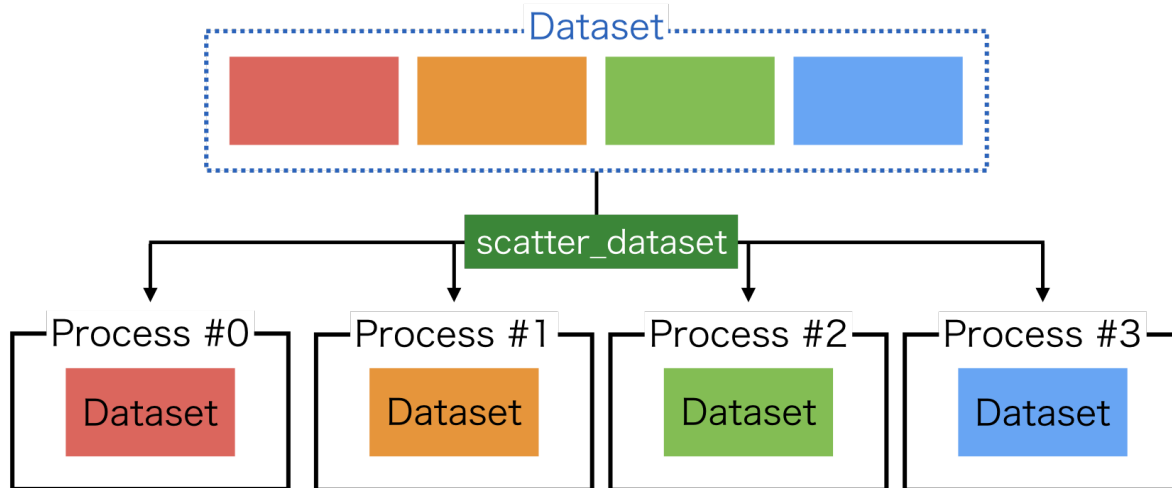 Dataset
scatter_dataset
Process #0
Process #1
Process #2
Process #3
Dataset
Dataset
Dataset
Dataset